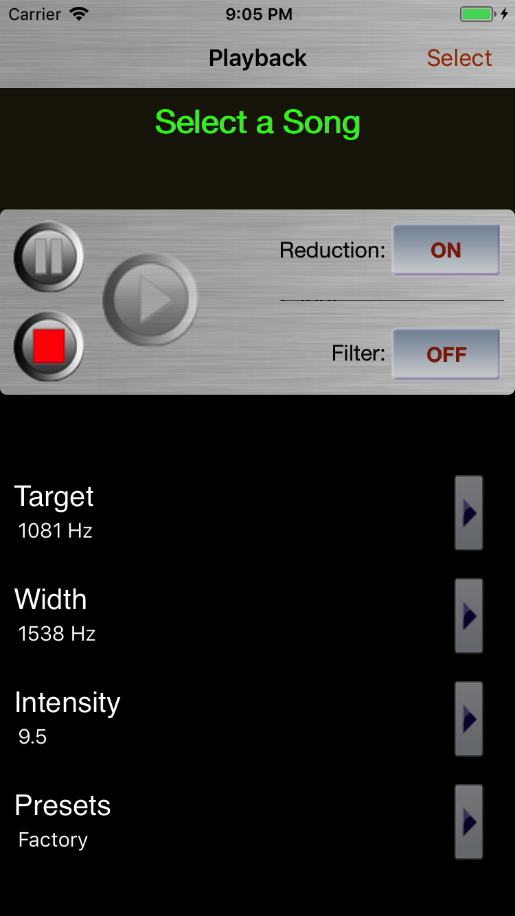 Carrier 9:05 PM
Playback Select
Select a Song
Reduction: ON
Filter: OFF
Target
1081 Hz
Width
1538 Hz
Intensity
9.5
Presets
Factory